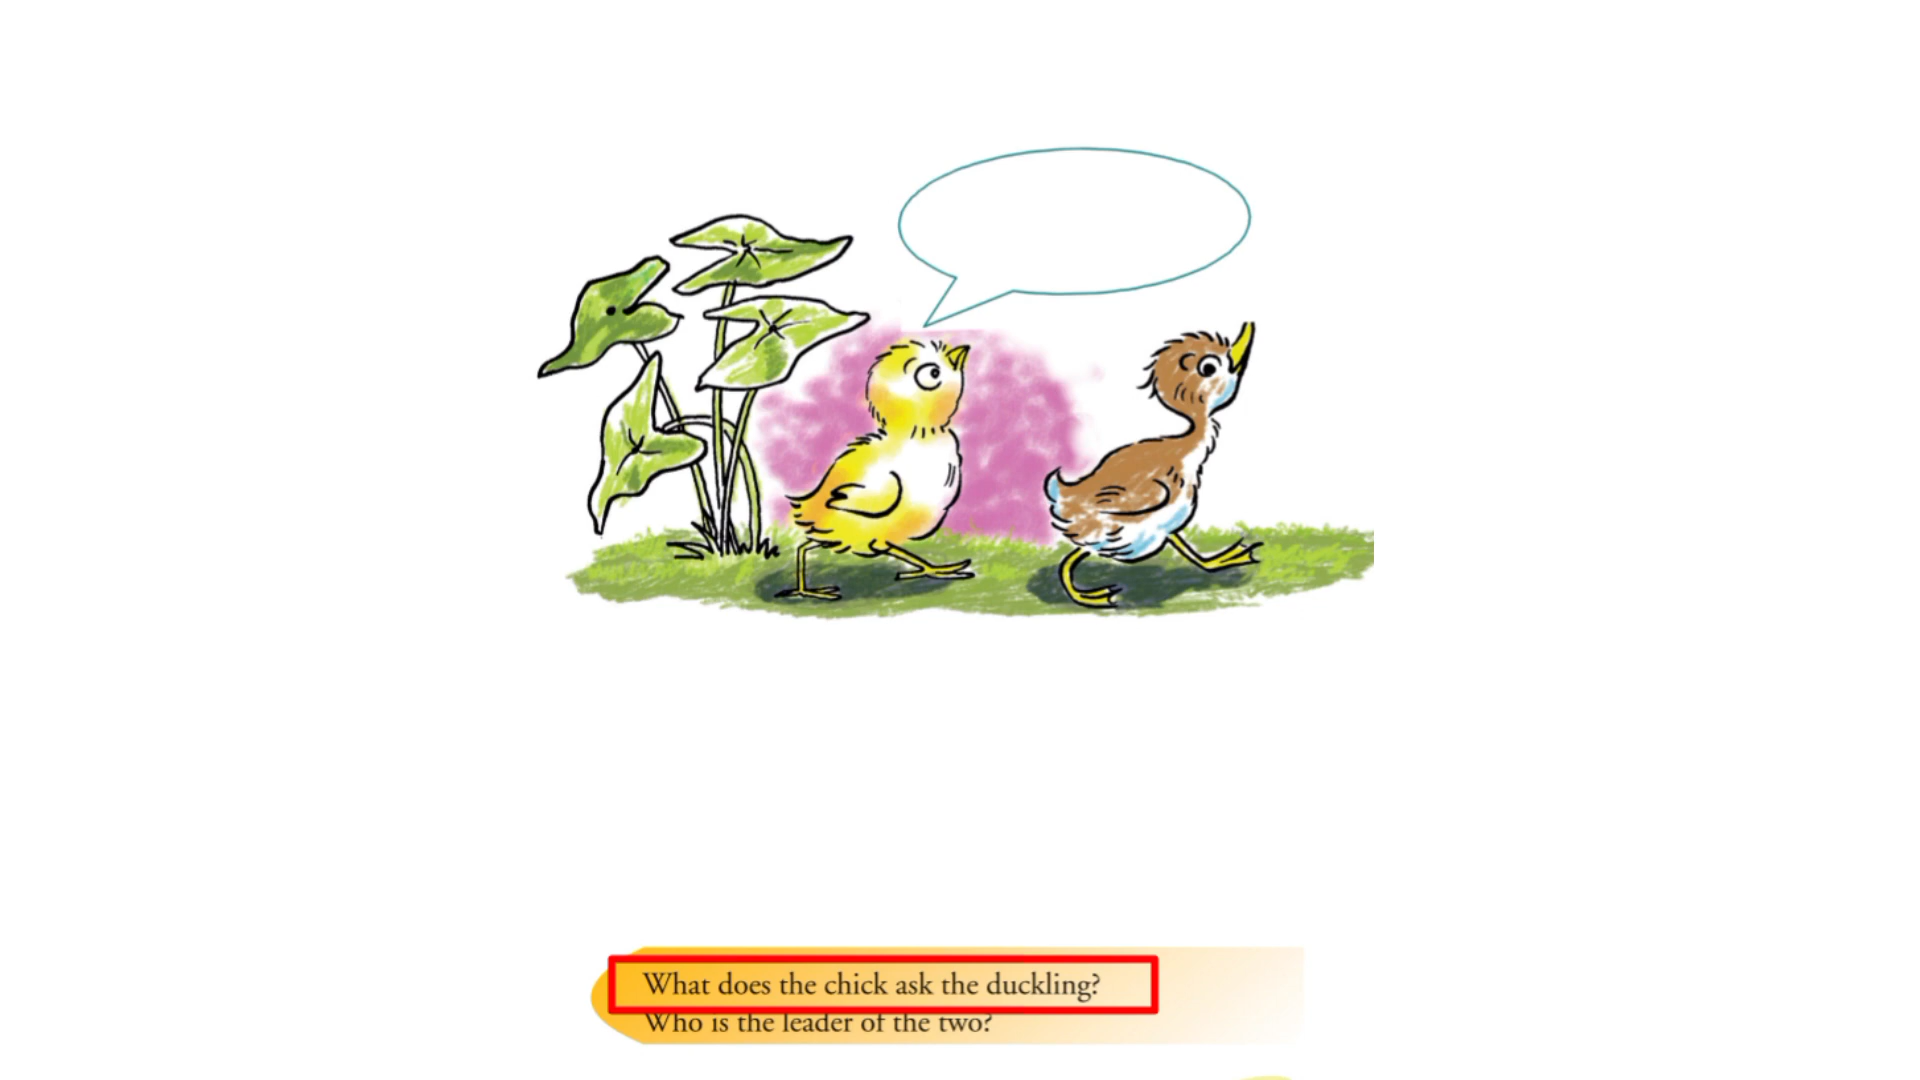 What does the chick ask the duckling?
Who is the leader of the two?